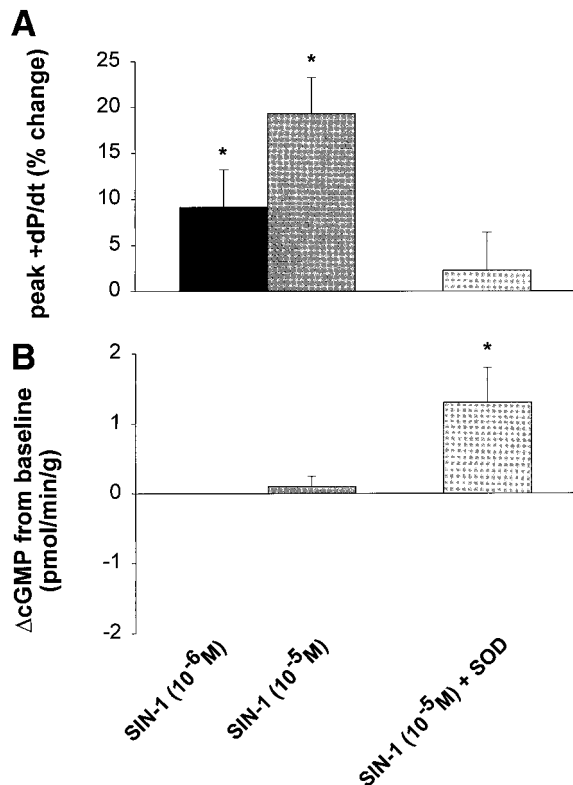 A
peak +dP/dt (% change)
25
20
15
10
5
0
*
*
B
ΔcGMP from baseline
(pmol/min/g)
2
1
0
-1
-2
*
SIN-1 (10⁻⁶M)
SIN-1 (10⁻⁵M)
SIN-1 (10⁻⁵M) + SOD